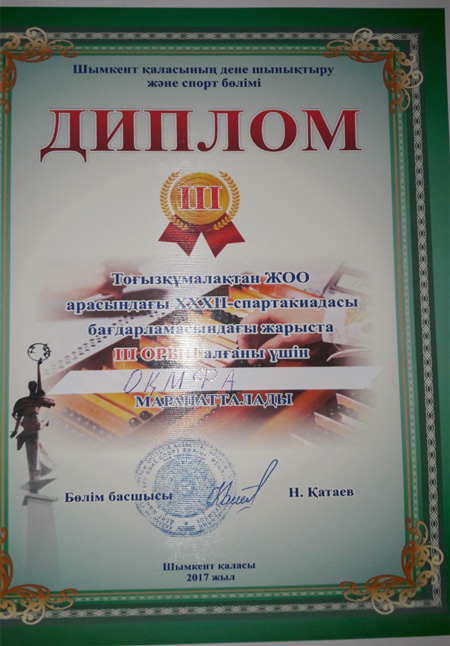 Шымкент қаласының дене шынықтыру
және спорт бөлімі
ДИПЛОМ
III
Тоғызқұмалақтан ЖОО
арасындағы XXXII-спартакиадасы
бағдарламасындағы жарыста
III ОРЫН алғаны үшін
ОҚМФА
МАРАПАТТАЛАДЫ
Бөлім басшысы
Н. Қатаев
Шымкент қаласы
2017 жыл